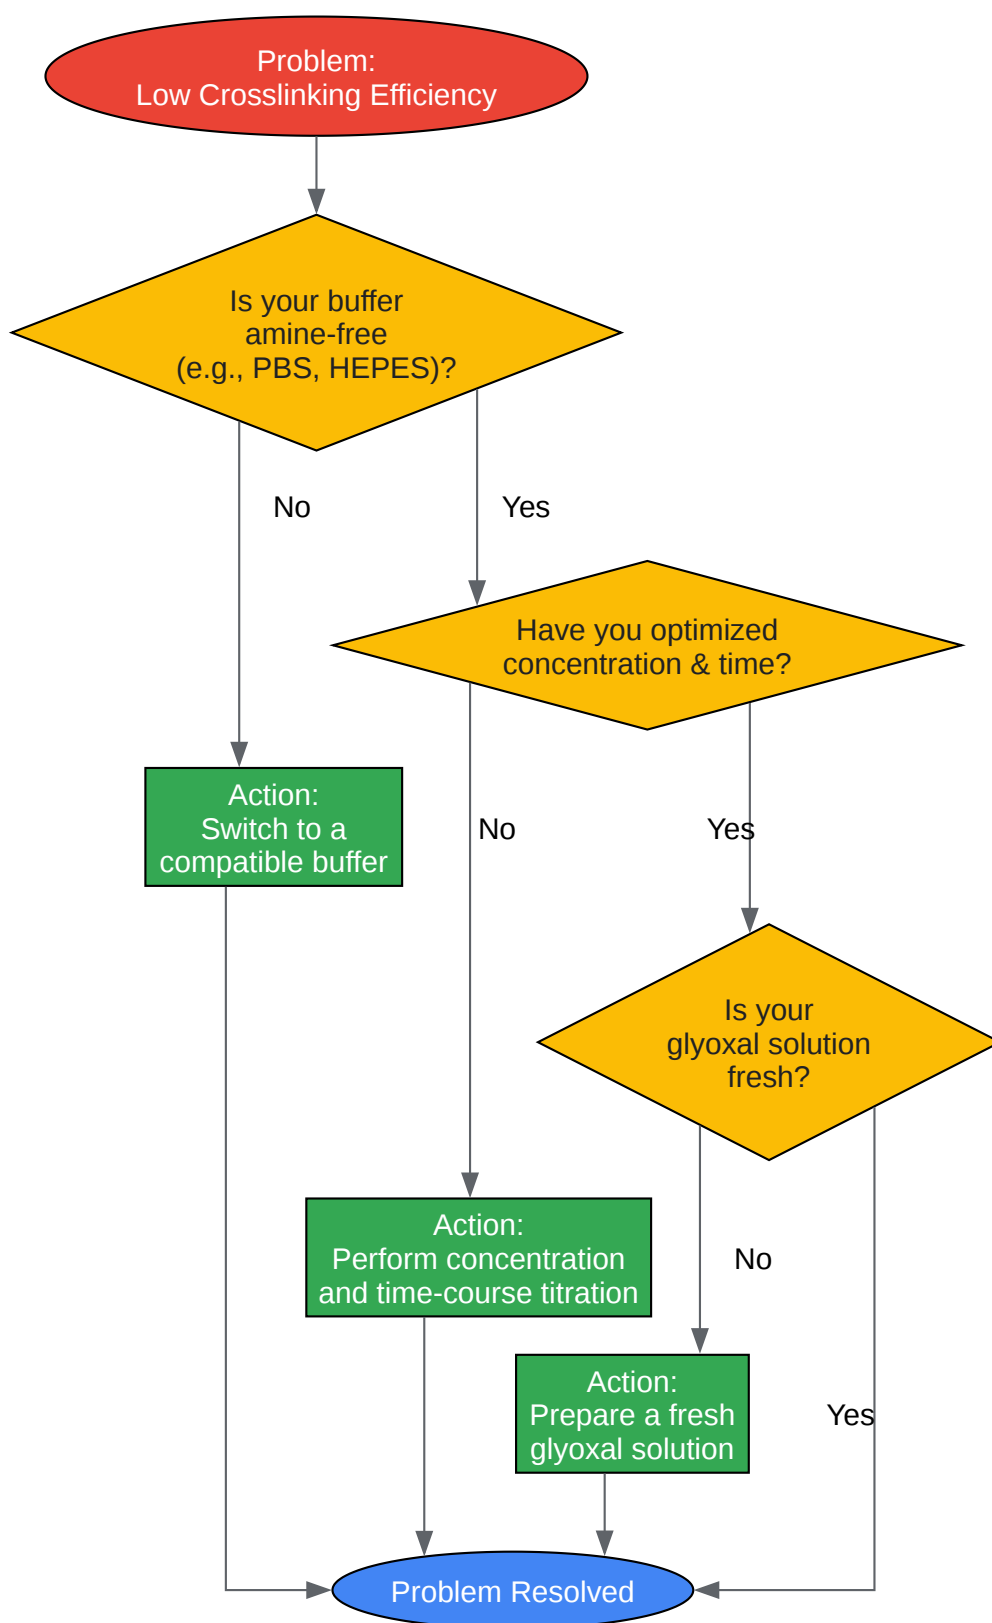 Problem:
Low Crosslinking Efficiency
Is your buffer
amine-free
(e.g., PBS, HEPES)?
No
Yes
Have you optimized
concentration & time?
Action:
Switch to a
compatible buffer
No
Yes
Is your
glyoxal solution
fresh?
Action:
Perform concentration
and time-course titration
No
Action:
Prepare a fresh
glyoxal solution
Yes
Problem Resolved